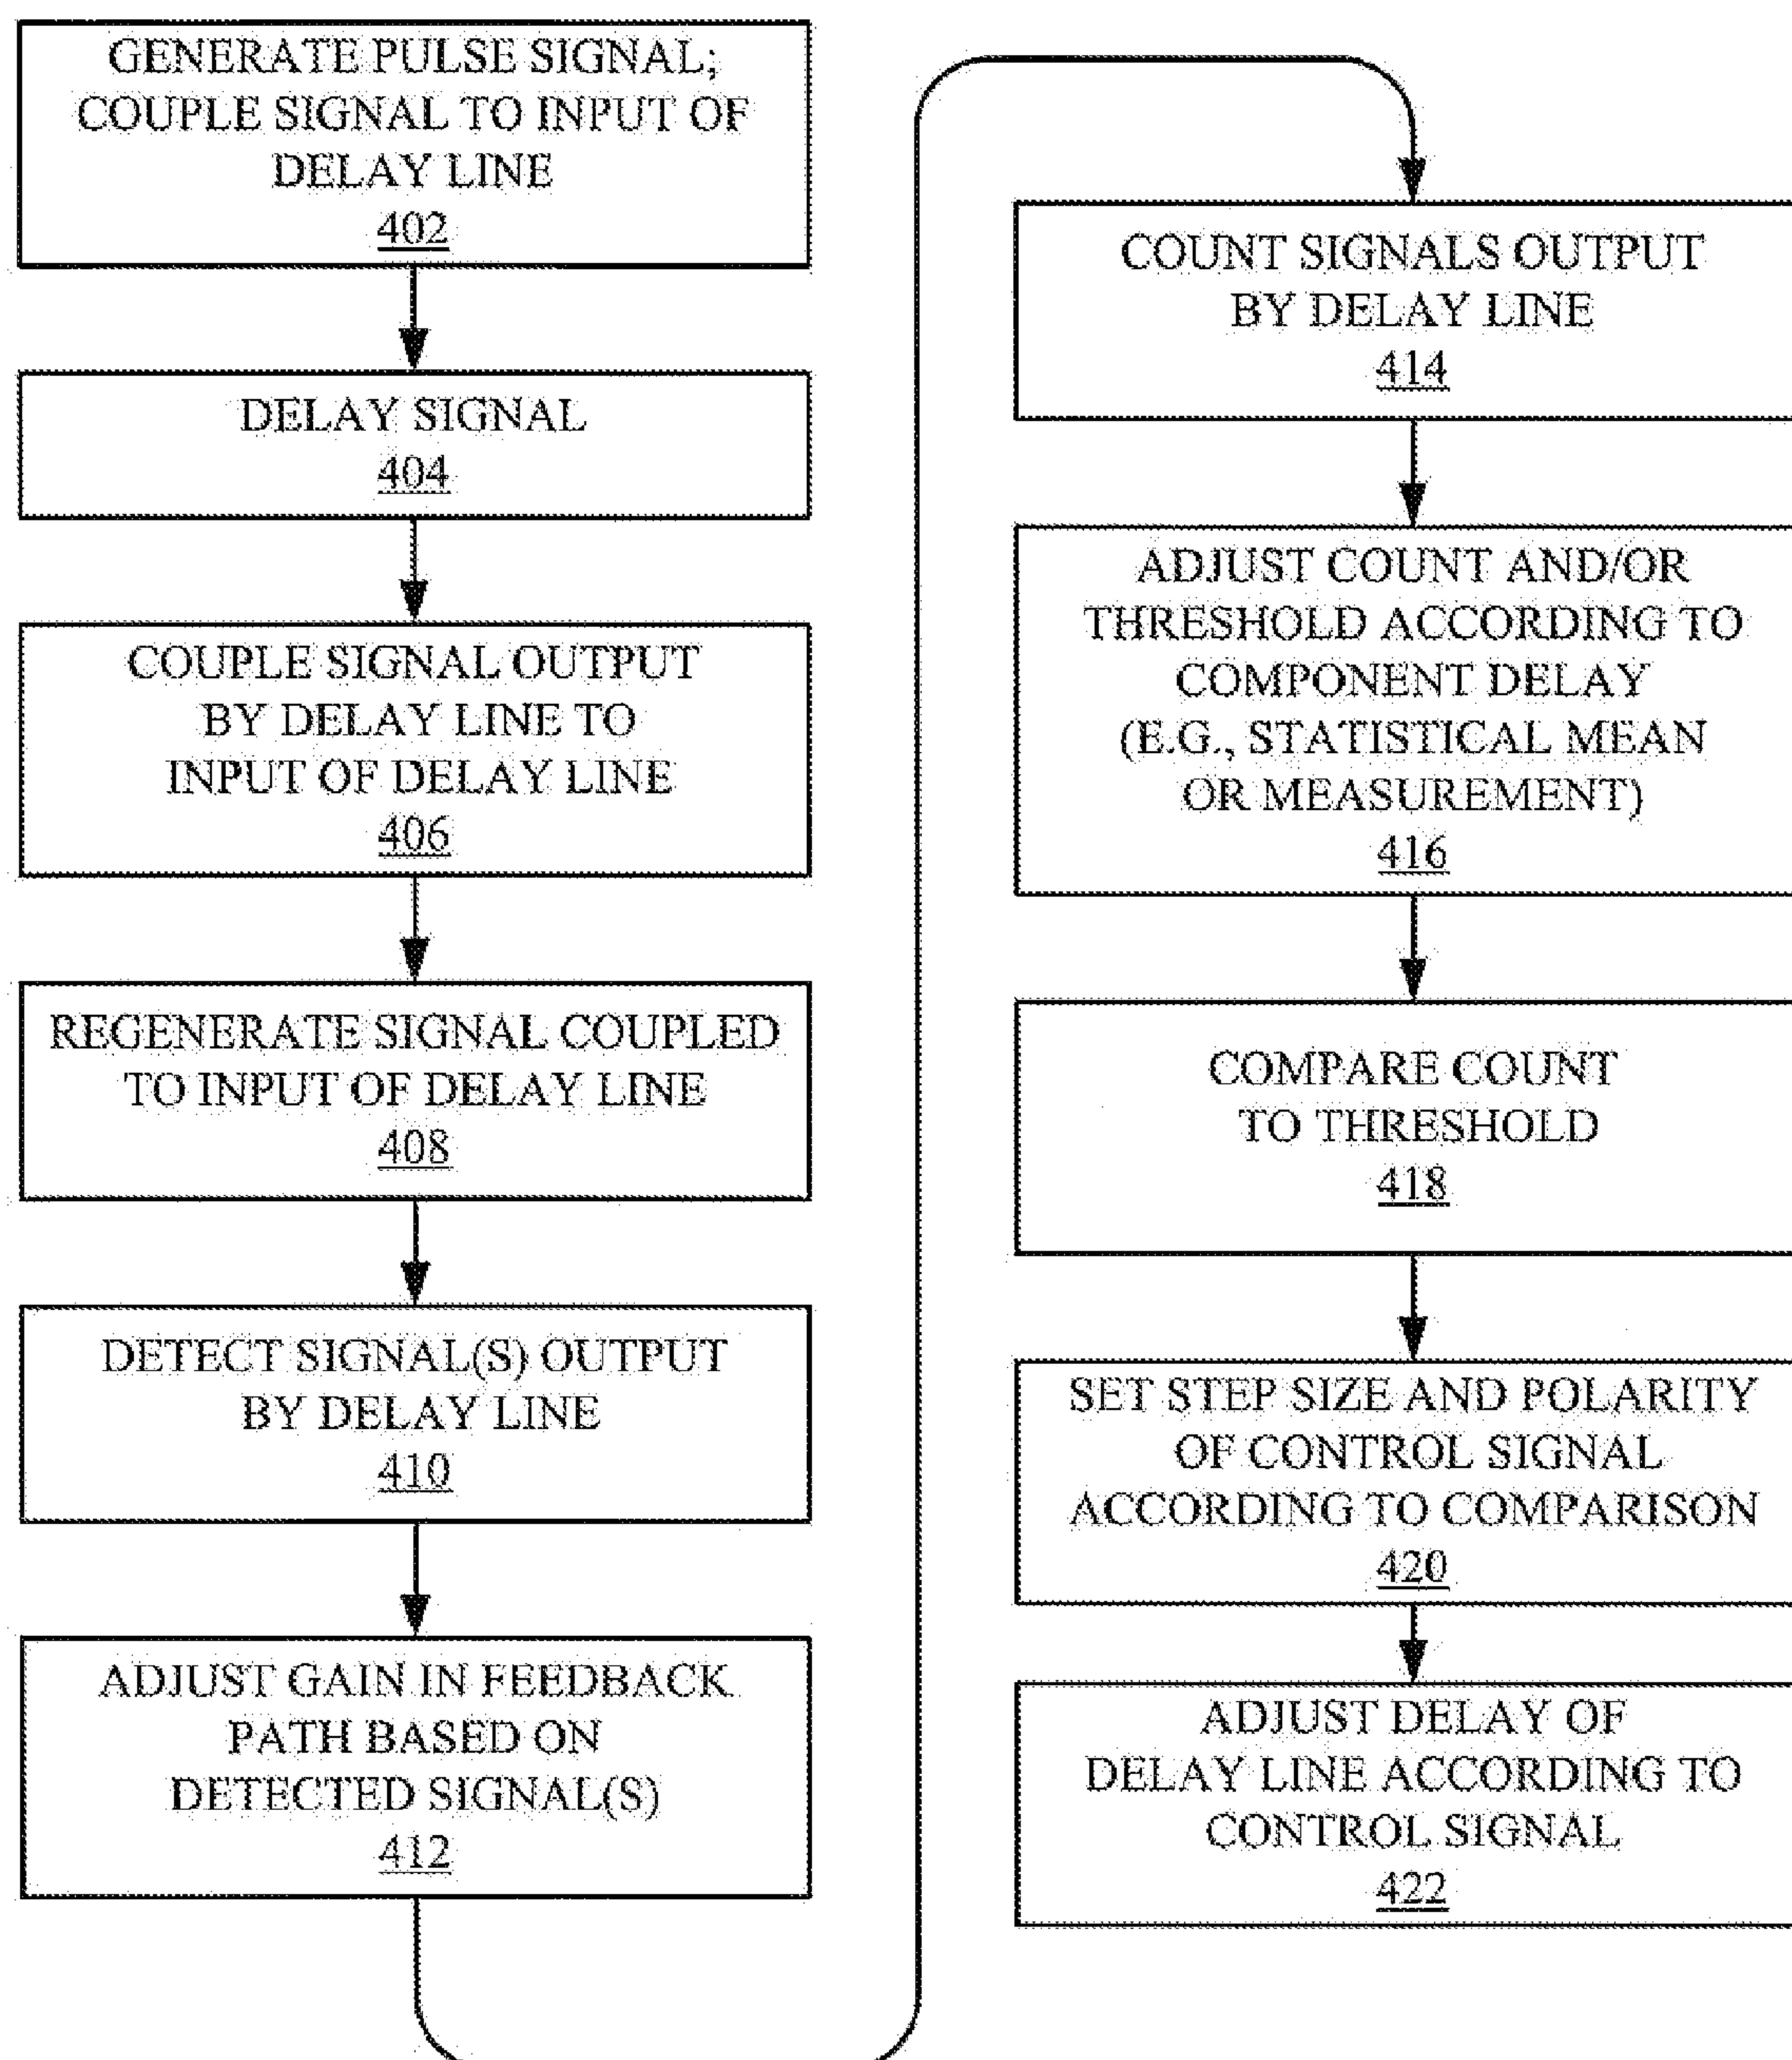 GENERATE PULSE SIGNAL;
COUPLE SIGNAL TO INPUT OF
DELAY LINE
402
DELAY SIGNAL
404
COUPLE SIGNAL OUTPUT
BY DELAY LINE TO
INPUT OF DELAY LINE
406
REGENERATE SIGNAL COUPLED
TO INPUT OF DELAY LINE
408
DETECT SIGNAL(S) OUTPUT
BY DELAY LINE
410
ADJUST GAIN IN FEEDBACK
PATH BASED ON
DETECTED SIGNAL(S)
412
COUNT SIGNALS OUTPUT
BY DELAY LINE
414
ADJUST COUNT AND/OR
THRESHOLD ACCORDING TO
COMPONENT DELAY
(E.G., STATISTICAL MEAN
OR MEASUREMENT)
416
COMPARE COUNT
TO THRESHOLD
418
SET STEP SIZE AND POLARITY
OF CONTROL SIGNAL
ACCORDING TO COMPARISON
420
ADJUST DELAY OF
DELAY LINE ACCORDING TO
CONTROL SIGNAL
422